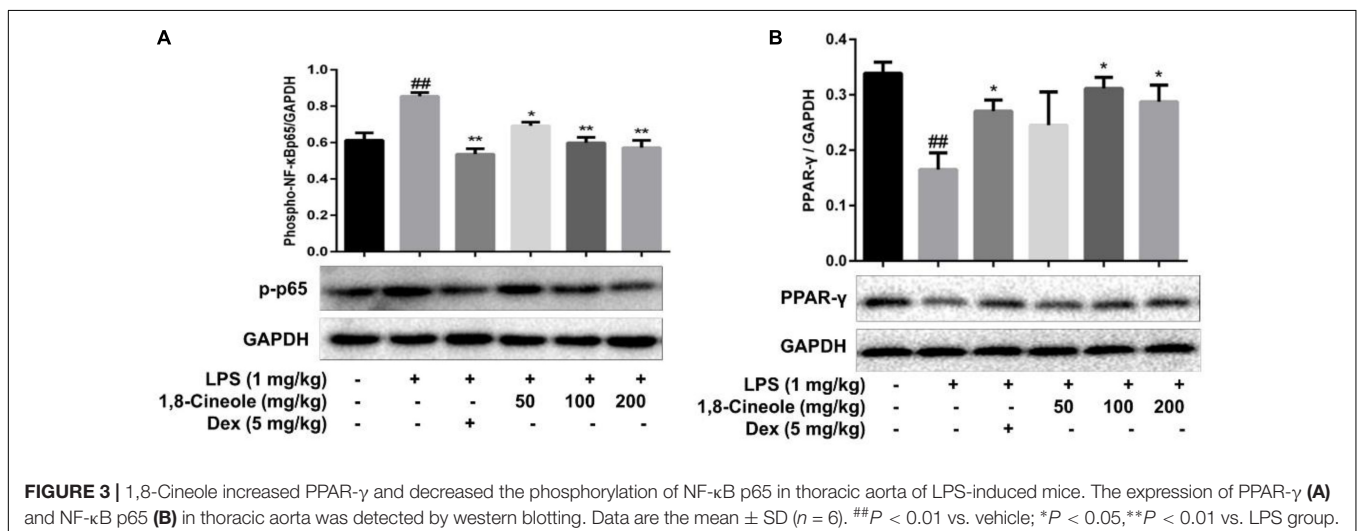 A
Phospho-NF-κBp65/GAPDH
1.0
0.8
0.6
0.4
0.2
0.0
##
**
*
**
**
p-p65
GAPDH
LPS (1 mg/kg) - + + + + +
1,8-Cineole (mg/kg) - - - 50 100 200
Dex (5 mg/kg) - - + - - -
B
PPAR-γ / GAPDH
0.4
0.3
0.2
0.1
0.0
##
*
*
*
PPAR-γ
GAPDH
LPS (1 mg/kg) - + + + + +
1,8-Cineole (mg/kg) - - - 50 100 200
Dex (5 mg/kg) - - + - - -
FIGURE 3 | 1,8-Cineole increased PPAR-γ and decreased the phosphorylation of NF-κB p65 in thoracic aorta of LPS-induced mice. The expression of PPAR-γ (A)
and NF-κB p65 (B) in thoracic aorta was detected by western blotting. Data are the mean ± SD (n = 6). ##P < 0.01 vs. vehicle; *P < 0.05,**P < 0.01 vs. LPS group.